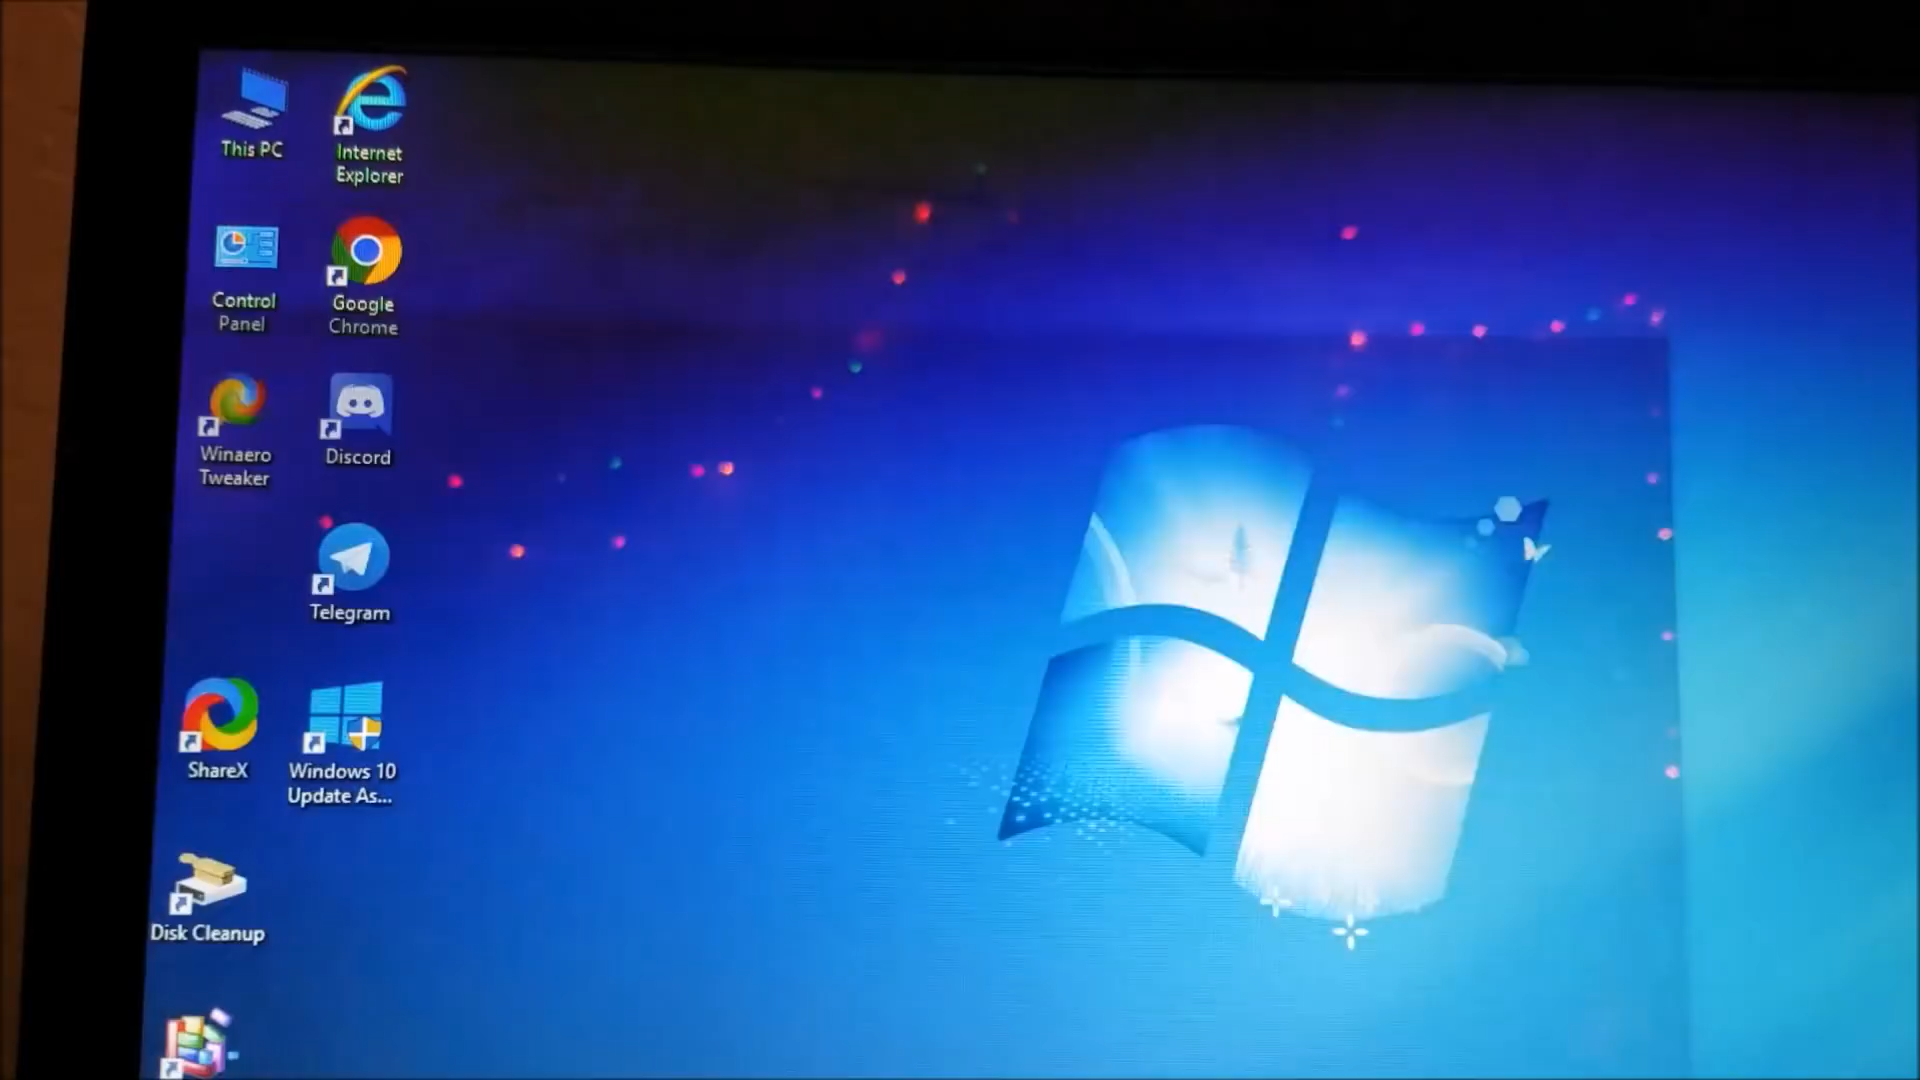 This PC
Internet
Explorer
Control
Panel
Google
Chrome
Winaero
Tweaker
Discord
Telegram
ShareX
Windows 10
Update As...
Disk Cleanup